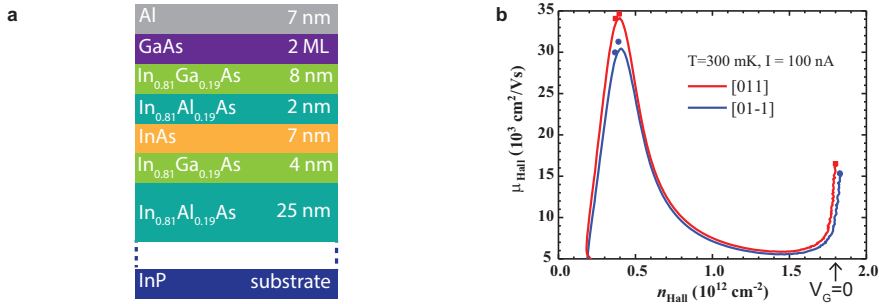 a
Al 7 nm
GaAs 2 ML
In0.81Ga0.19As 8 nm
In0.81Al0.19As 2 nm
InAs 7 nm
In0.81Ga0.19As 4 nm
In0.81Al0.19As 25 nm
InP substrate
b
μHall (10³ cm²/Vs)
35
30
25
20
15
10
5
T=300 mK, I = 100 nA
[011]
[01-1]
0.0 0.5 1.0 1.5 2.0
nHall (10¹² cm⁻²)
VG=0